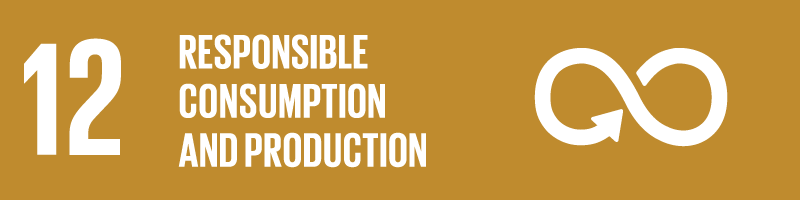 12
RESPONSIBLE
CONSUMPTION
AND PRODUCTION